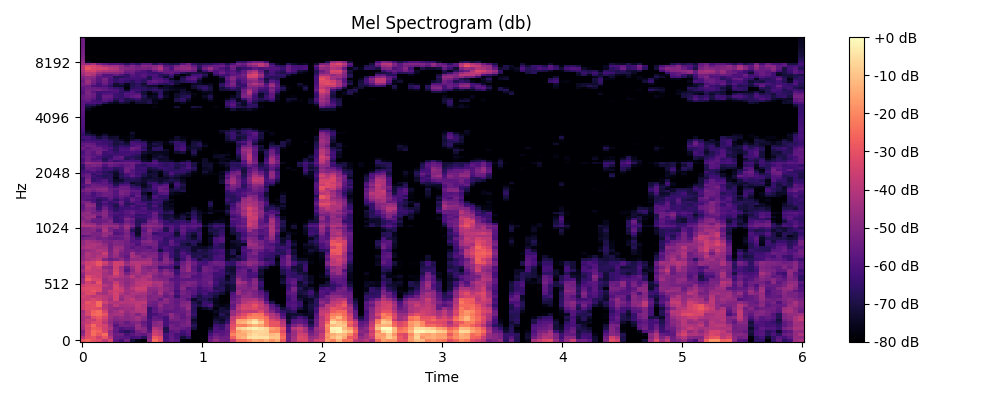 Mel Spectrogram (db)
Hz
8192
4096
2048
1024
512
0
0 1 2 3 4 5 6
Time
+0 dB
-10 dB
-20 dB
-30 dB
-40 dB
-50 dB
-60 dB
-70 dB
-80 dB